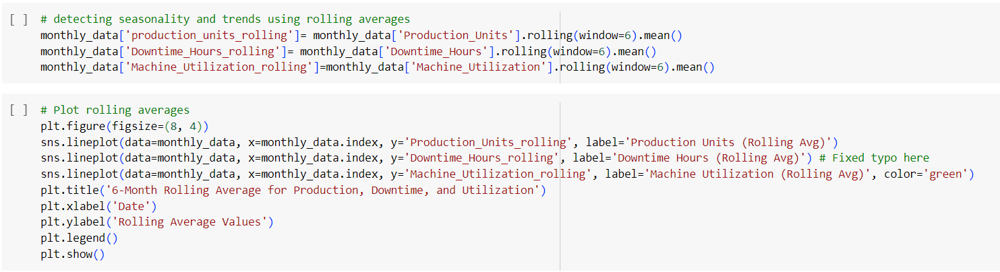 [ ] # detecting seasonality and trends using rolling averages
monthly_data['production_units_rolling']= monthly_data['Production_Units'].rolling(window=6).mean()
monthly_data['Downtime_Hours_rolling']= monthly_data['Downtime_Hours'].rolling(window=6).mean()
monthly_data['Machine_Utilization_rolling']=monthly_data['Machine_Utilization'].rolling(window=6).mean()
[ ] # Plot rolling averages
plt.figure(figsize=(8, 4))
sns.lineplot(data=monthly_data, x=monthly_data.index, y='Production_Units_rolling', label='Production Units (Rolling Avg)')
sns.lineplot(data=monthly_data, x=monthly_data.index, y='Downtime_Hours_rolling', label='Downtime Hours (Rolling Avg)') # Fixed typo here
sns.lineplot(data=monthly_data, x=monthly_data.index, y='Machine_Utilization_rolling', label='Machine Utilization (Rolling Avg)', color='green')
plt.title('6-Month Rolling Average for Production, Downtime, and Utilization')
plt.xlabel('Date')
plt.ylabel('Rolling Average Values')
plt.legend()
plt.show()